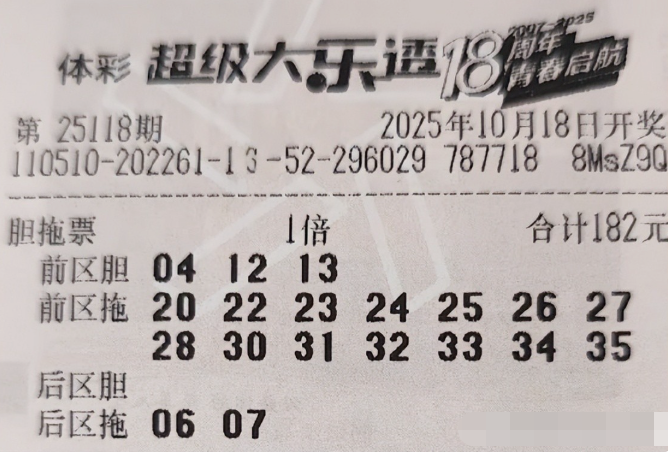 体彩 超级大乐透 18 2007-2025 周年 青春启航
第 25118期 2025年10月18日开奖
110510-202261-13-52-296029 787718 8MsZ9Q
胆拖票 1倍 合计182元
前区胆 04 12 13
前区拖 20 22 23 24 25 26 27
28 30 31 32 33 34 35
后区胆
后区拖 06 07